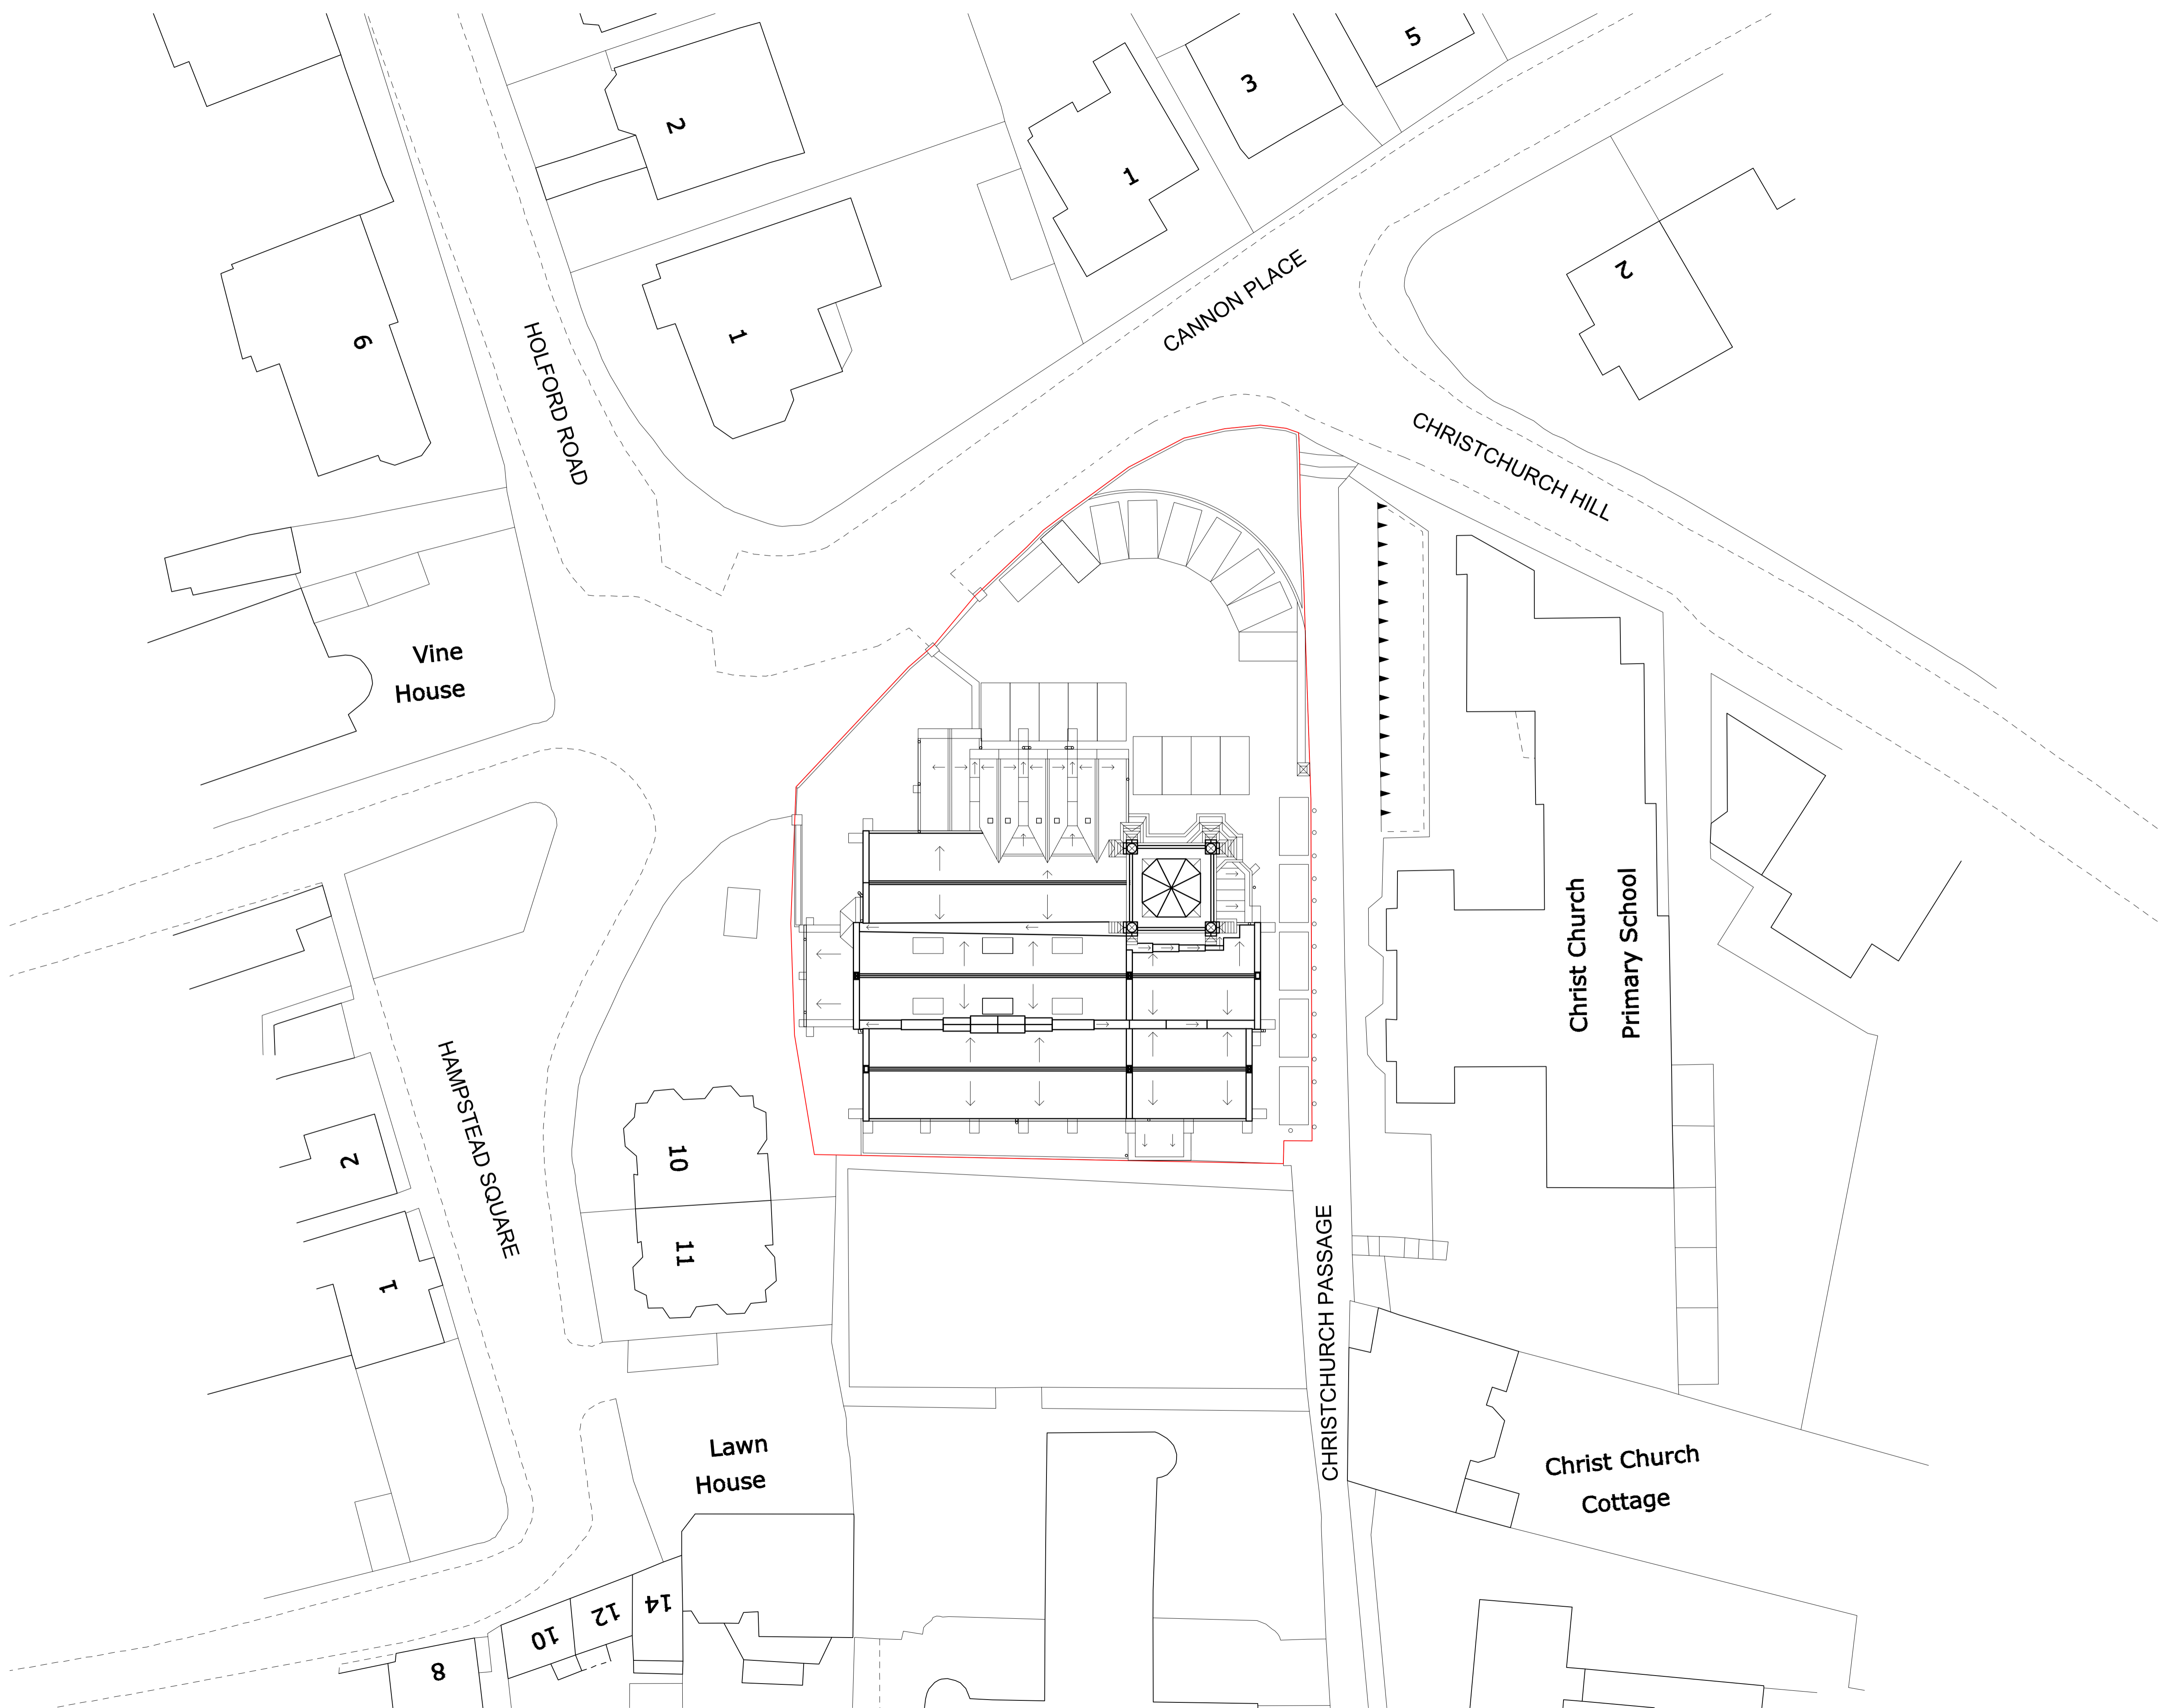 5
3
2
1
2
1
6
CANNON PLACE
HOLFORD ROAD
CHRISTCHURCH HILL
Vine
House
Christ Church
Primary School
HAMPSTEAD SQUARE
10
2
11
1
CHRISTCHURCH PASSAGE
Lawn
House
Christ Church
Cottage
14
12
10
8